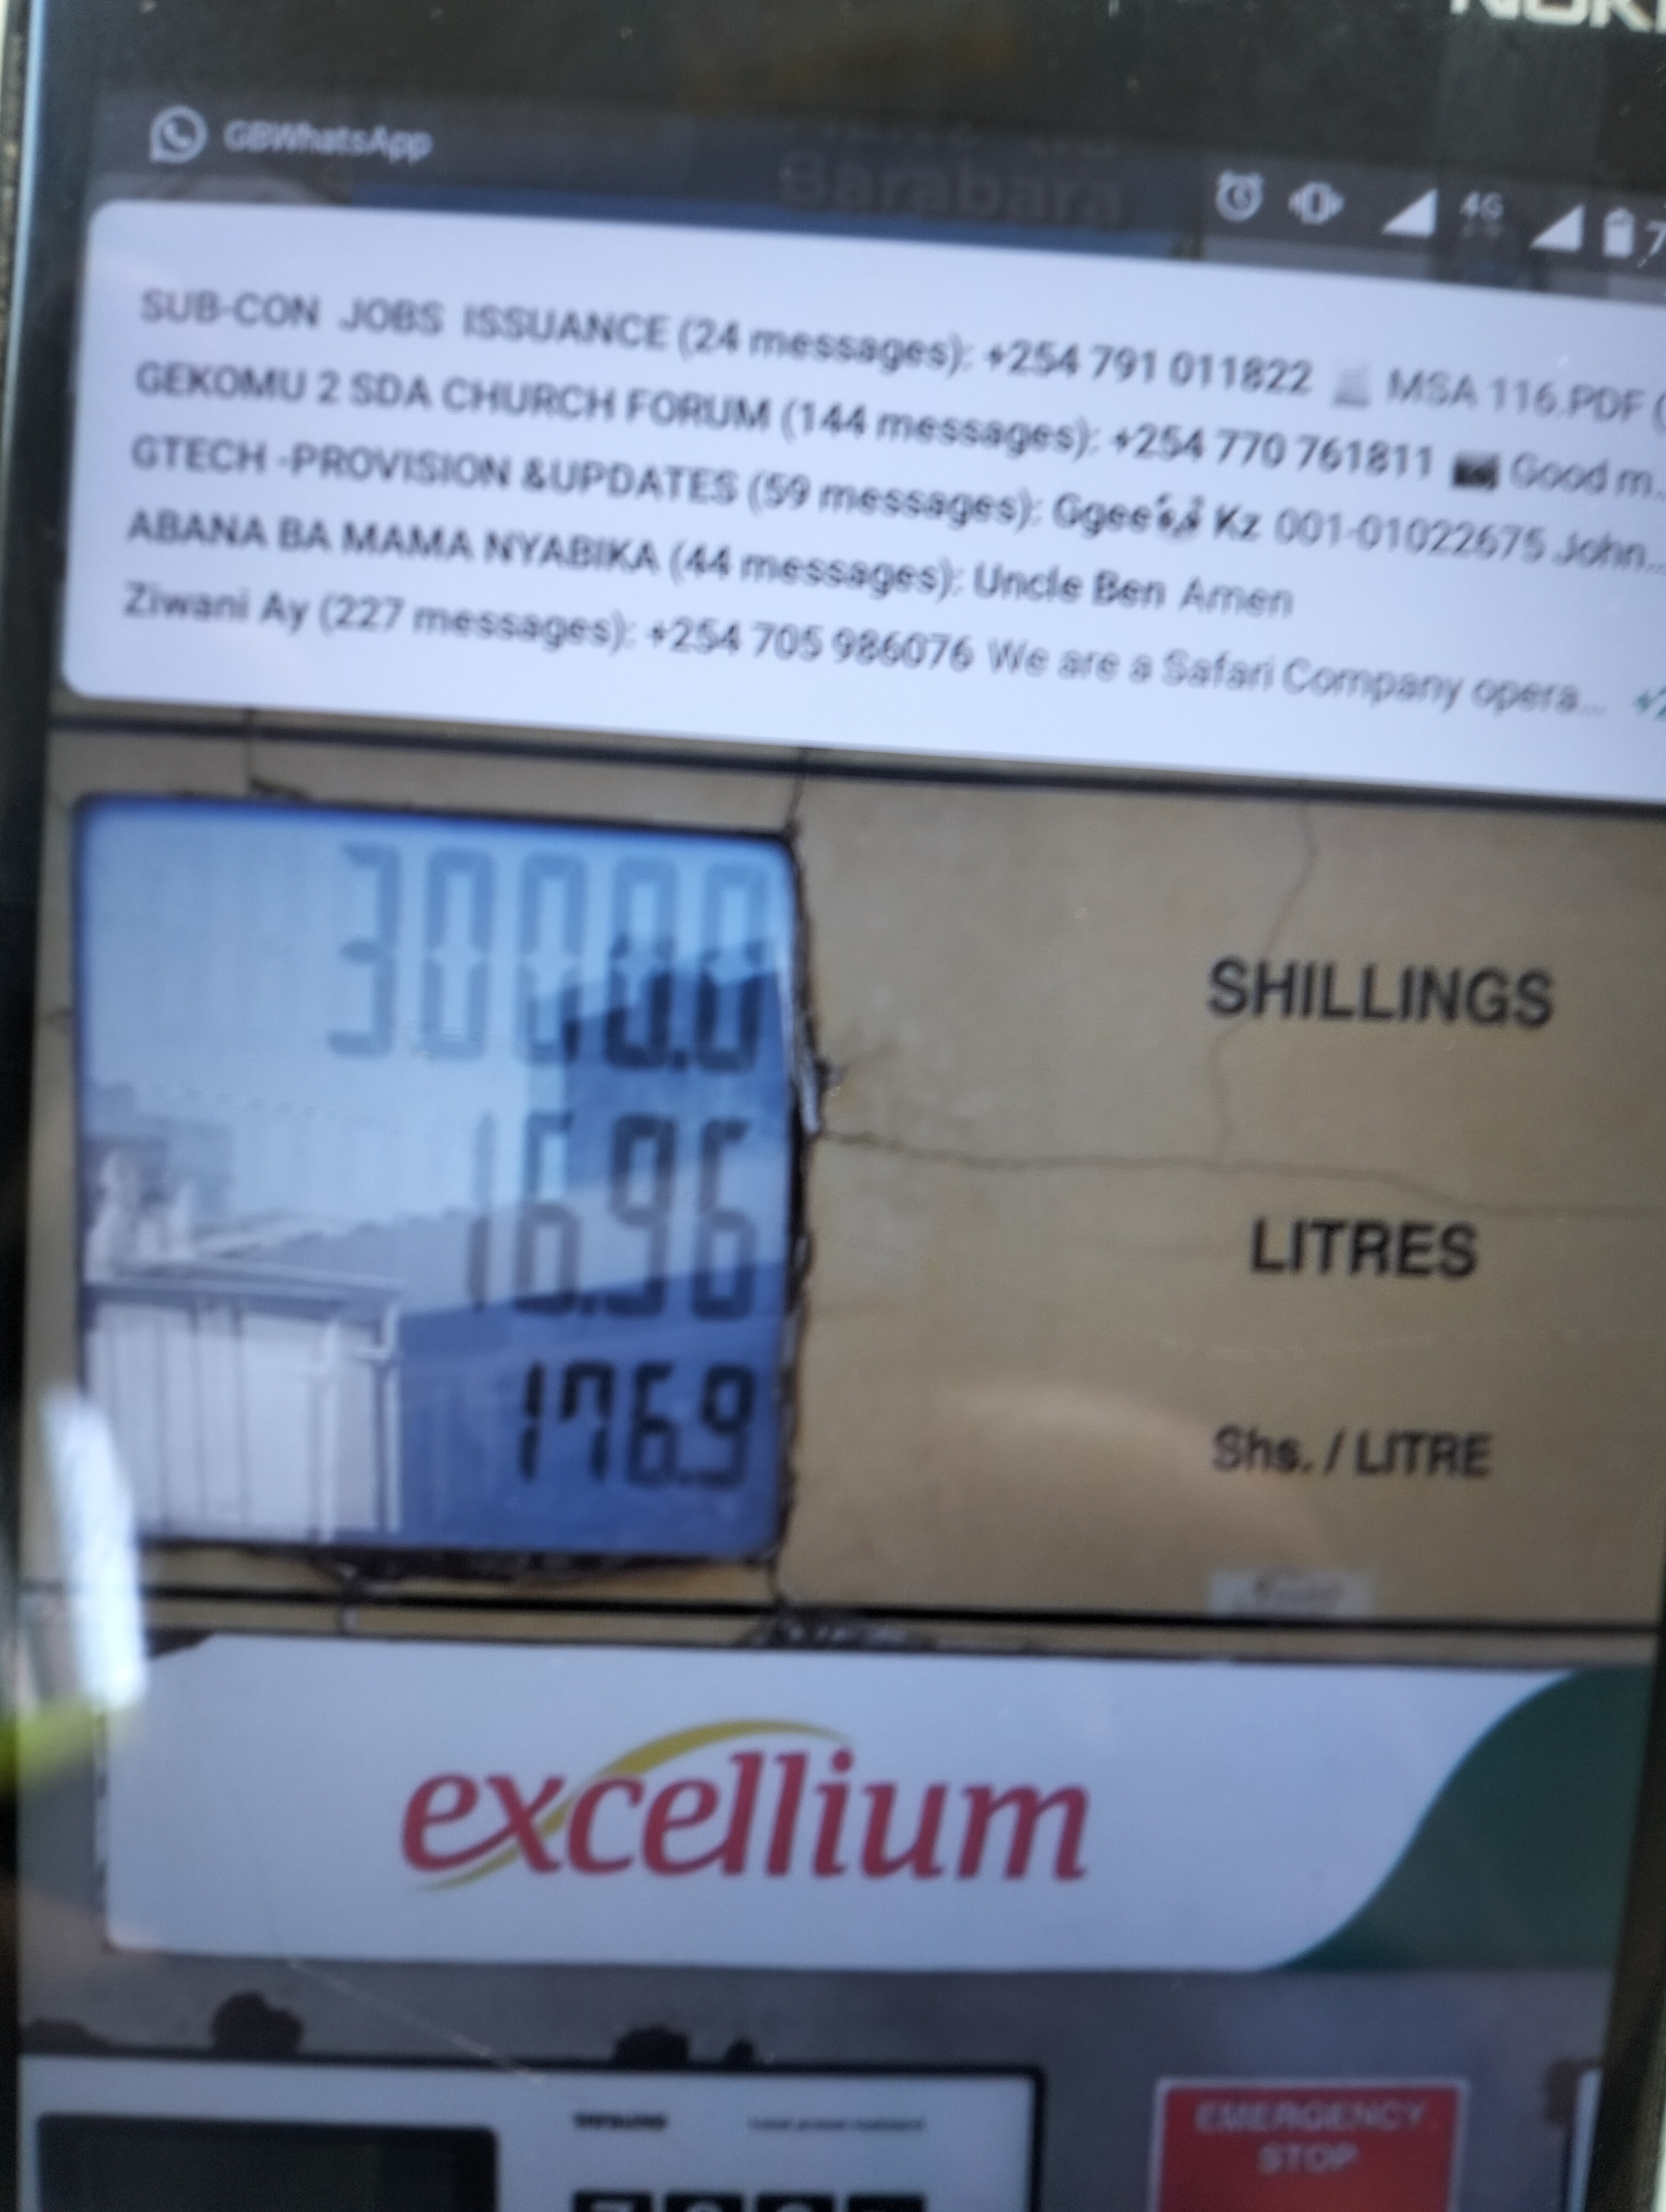 GBWhatsApp
Barabara
4G
SUB-CON JOBS ISSUANCE (24 messages): +254 791 011822 MSA 116.PDF (
GEKOMU 2 SDA CHURCH FORUM (144 messages): +254 770 761811 Good m...
GTECH -PROVISION &UPDATES (59 messages): Ggee Kz 001-01022675 John...
ABANA BA MAMA NYABIKA (44 messages): Uncle Ben Amen
Ziwani Ay (227 messages): +254 705 986076 We are a Safari Company opera...
3000.0 SHILLINGS
16.96 LITRES
176.9 Shs. / LITRE
excellium
EMERGENCY
STOP